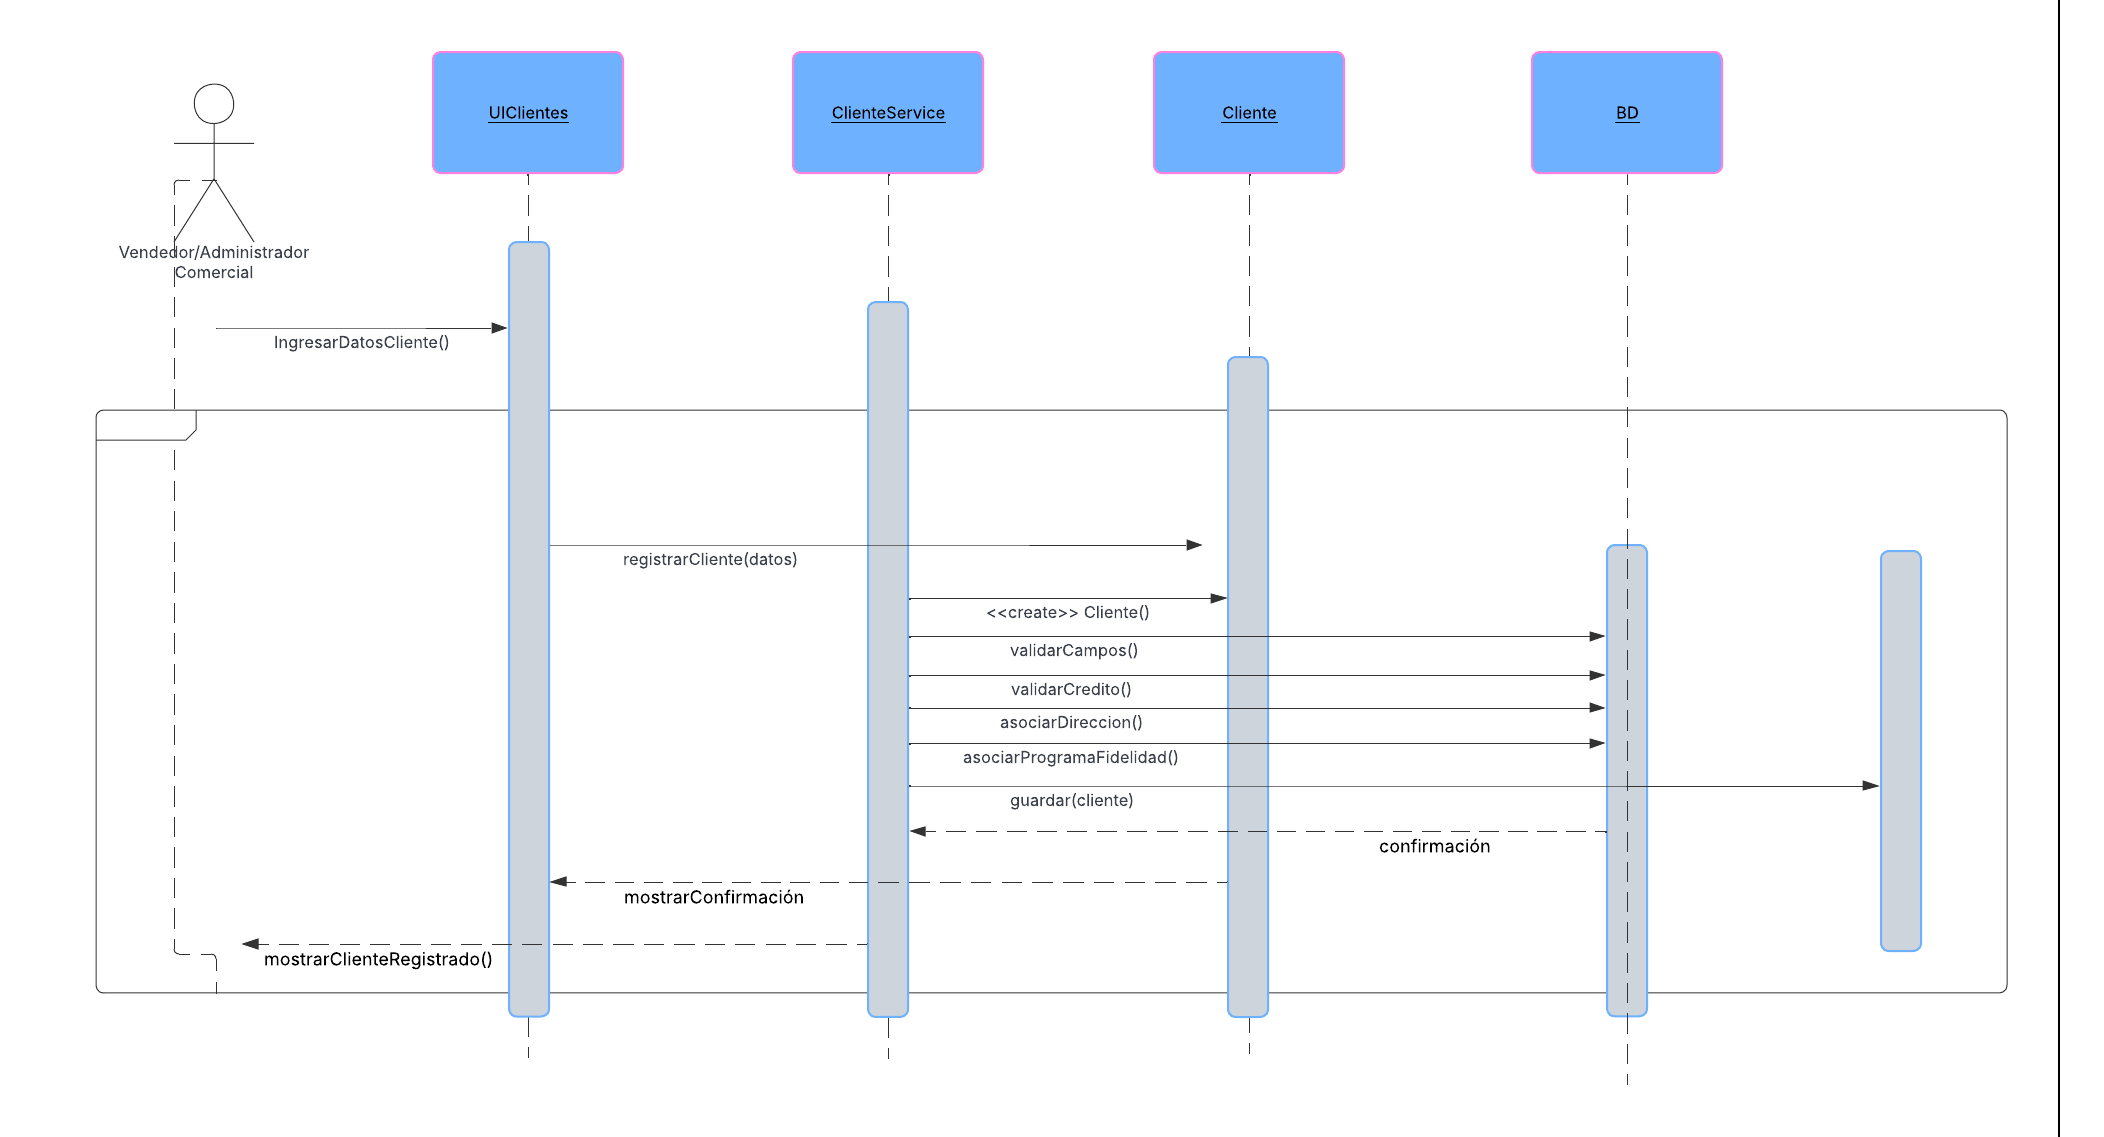 UIClientes
ClienteService
Cliente
BD
Vendedor/Administrador
Comercial
IngresarDatosCliente()
registrarCliente(datos)
<<create>> Cliente()
validarCampos()
validarCredito()
asociarDireccion()
asociarProgramaFidelidad()
guardar(cliente)
confirmación
mostrarConfirmación
mostrarClienteRegistrado()